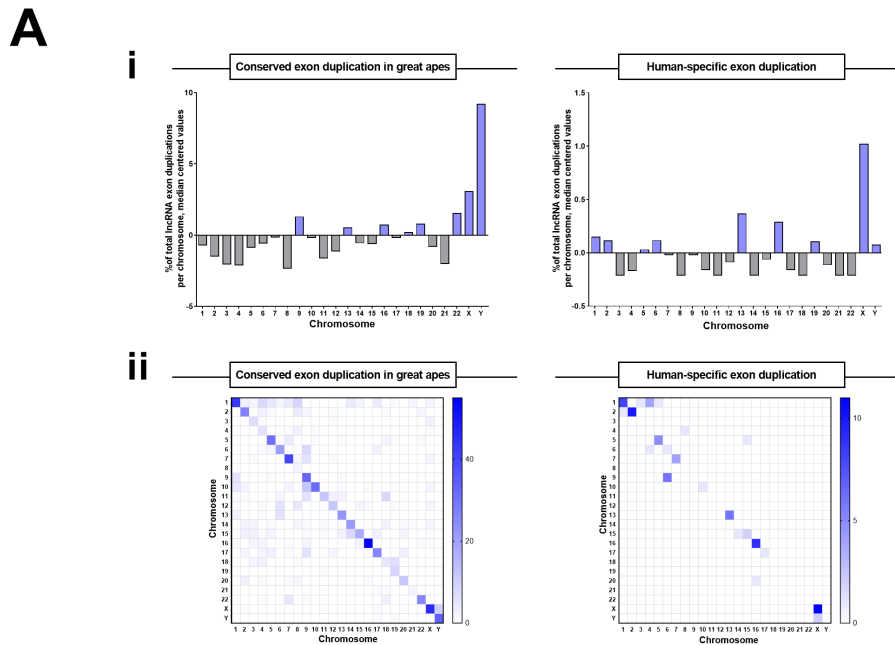 A
i
Conserved exon duplication in great apes
Human-specific exon duplication
%of total lncRNA exon duplications
per chromosome, median centered values
10
5
0
-5
1 2 3 4 5 6 7 8 9 10 11 12 13 14 15 16 17 18 19 20 21 22 X Y
Chromosome
%of total lncRNA exon duplications
per chromosome, median centered values
1.5
1.0
0.5
0.0
-0.5
1 2 3 4 5 6 7 8 9 10 11 12 13 14 15 16 17 18 19 20 21 22 X Y
Chromosome
ii
Conserved exon duplication in great apes
Human-specific exon duplication
Chromosome
1
2
3
4
5
6
7
8
9
10
11
12
13
14
15
16
17
18
19
20
21
22
X
Y
1 2 3 4 5 6 7 8 9 10 11 12 13 14 15 16 17 18 19 20 21 22 X Y
Chromosome
40
20
0
Chromosome
1
2
3
4
5
6
7
8
9
10
11
12
13
14
15
16
17
18
19
20
21
22
X
Y
1 2 3 4 5 6 7 8 9 10 11 12 13 14 15 16 17 18 19 20 21 22 X Y
Chromosome
10
5
0